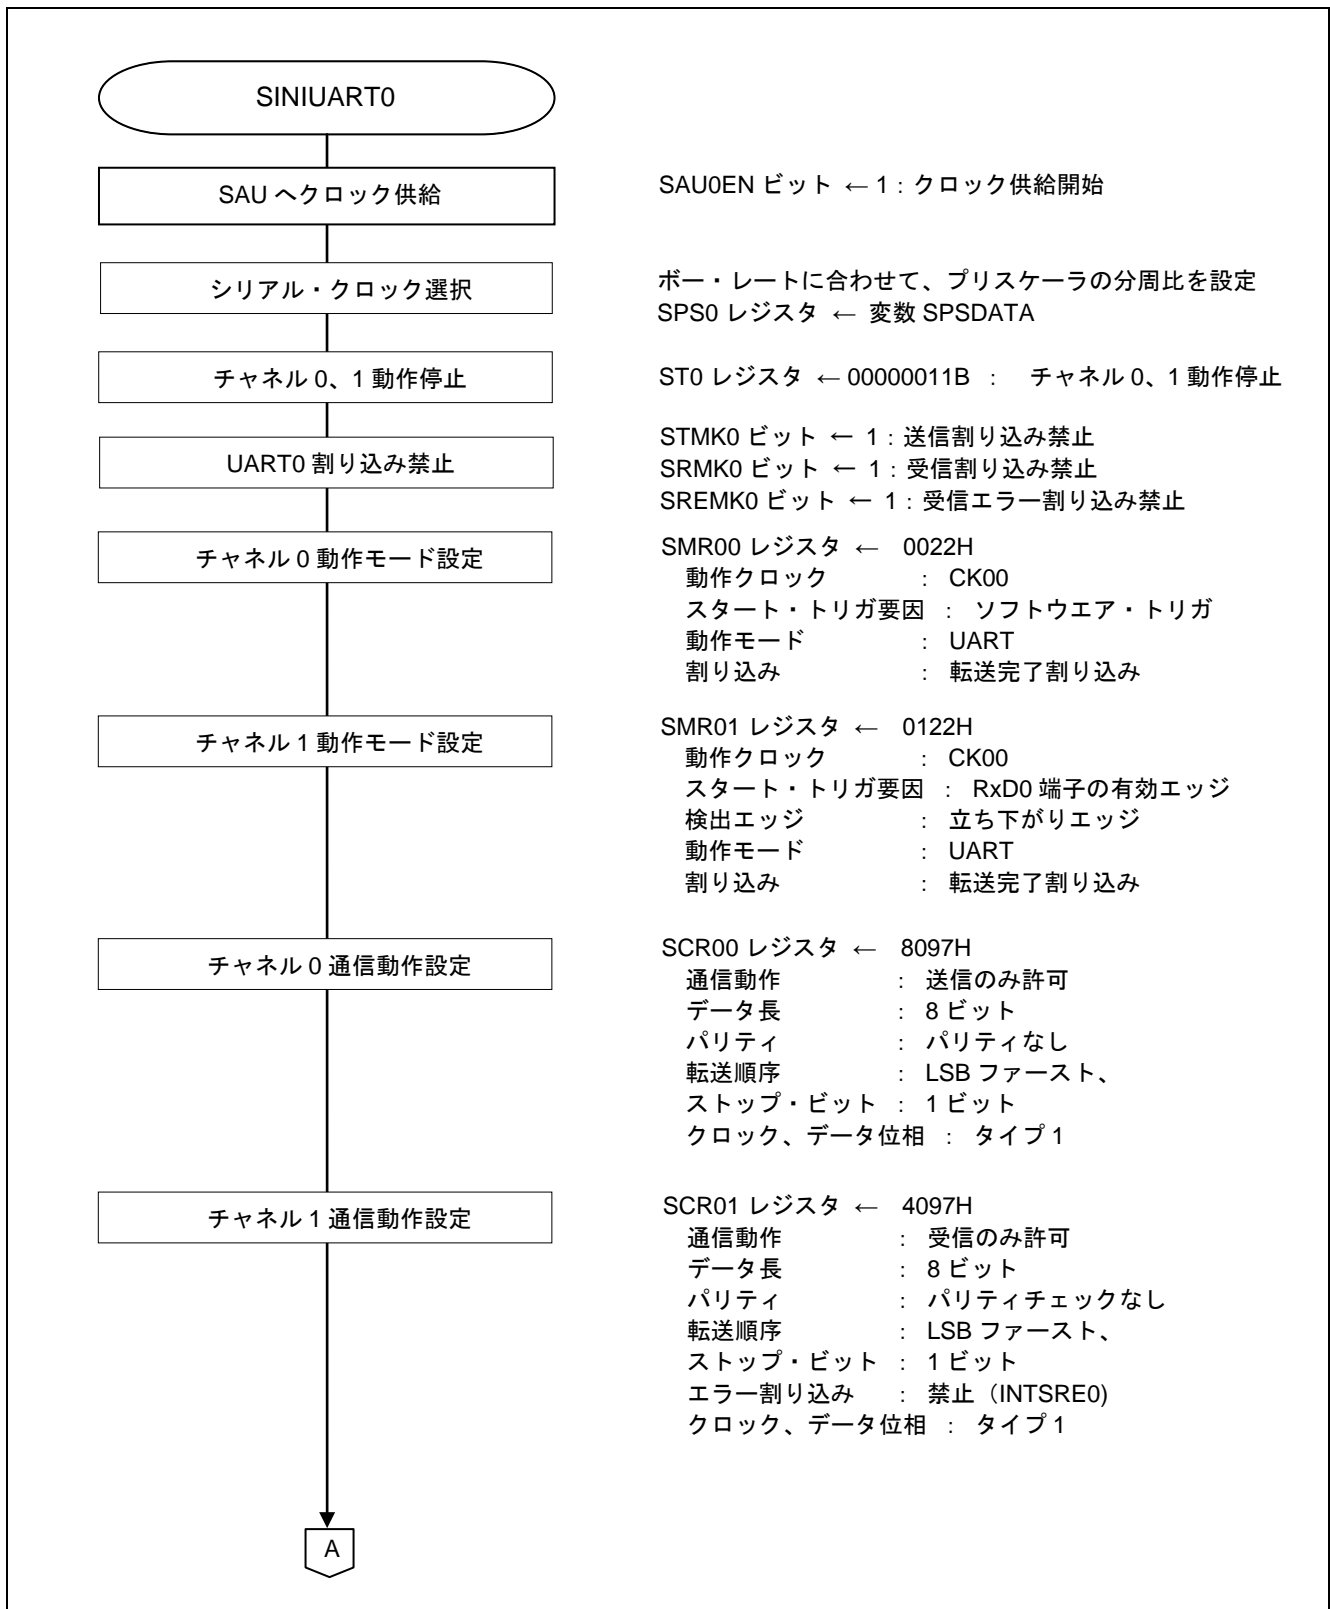 SINIUART0
SAU へクロック供給
SAU0EN ビット ← 1：クロック供給開始
シリアル・クロック選択
ボー・レートに合わせて、プリスケーラの分周比を設定
SPS0 レジスタ ← 変数 SPSDATA
チャネル 0、1 動作停止
ST0 レジスタ ← 00000011B ： チャネル 0、1 動作停止
UART0 割り込み禁止
STMK0 ビット ← 1：送信割り込み禁止
SRMK0 ビット ← 1：受信割り込み禁止
SREMK0 ビット ← 1：受信エラー割り込み禁止
チャネル 0 動作モード設定
SMR00 レジスタ ← 0022H
動作クロック ： CK00
スタート・トリガ要因 ： ソフトウエア・トリガ
動作モード ： UART
割り込み ： 転送完了割り込み
チャネル 1 動作モード設定
SMR01 レジスタ ← 0122H
動作クロック ： CK00
スタート・トリガ要因 ： RxD0 端子の有効エッジ
検出エッジ ： 立ち下がりエッジ
動作モード ： UART
割り込み ： 転送完了割り込み
チャネル 0 通信動作設定
SCR00 レジスタ ← 8097H
通信動作 ： 送信のみ許可
データ長 ： 8 ビット
パリティ ： パリティなし
転送順序 ： LSB ファースト、
ストップ・ビット ： 1 ビット
クロック、データ位相 ： タイプ 1
チャネル 1 通信動作設定
SCR01 レジスタ ← 4097H
通信動作 ： 受信のみ許可
データ長 ： 8 ビット
パリティ ： パリティチェックなし
転送順序 ： LSB ファースト、
ストップ・ビット ： 1 ビット
エラー割り込み ： 禁止（INTSRE0)
クロック、データ位相 ： タイプ 1
A